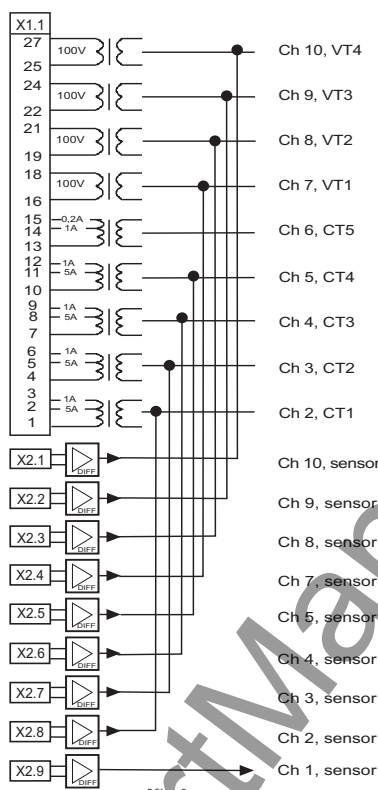 X1.1
27
100V
Ch 10, VT4
25
24
100V
Ch 9, VT3
22
21
100V
Ch 8, VT2
19
18
100V
Ch 7, VT1
16
15
0,2A
14
1A
Ch 6, CT5
13
12
1A
11
5A
Ch 5, CT4
10
9
1A
8
5A
Ch 4, CT3
7
6
1A
5
5A
Ch 3, CT2
4
3
1A
2
5A
Ch 2, CT1
1
X2.1
DIFF
Ch 10, sensor
X2.2
DIFF
Ch 9, sensor
X2.3
DIFF
Ch 8, sensor
X2.4
DIFF
Ch 7, sensor
X2.5
DIFF
Ch 5, sensor
X2.6
DIFF
Ch 4, sensor
X2.7
DIFF
Ch 3, sensor
X2.8
DIFF
Ch 2, sensor
X2.9
DIFF
Ch 1, sensor